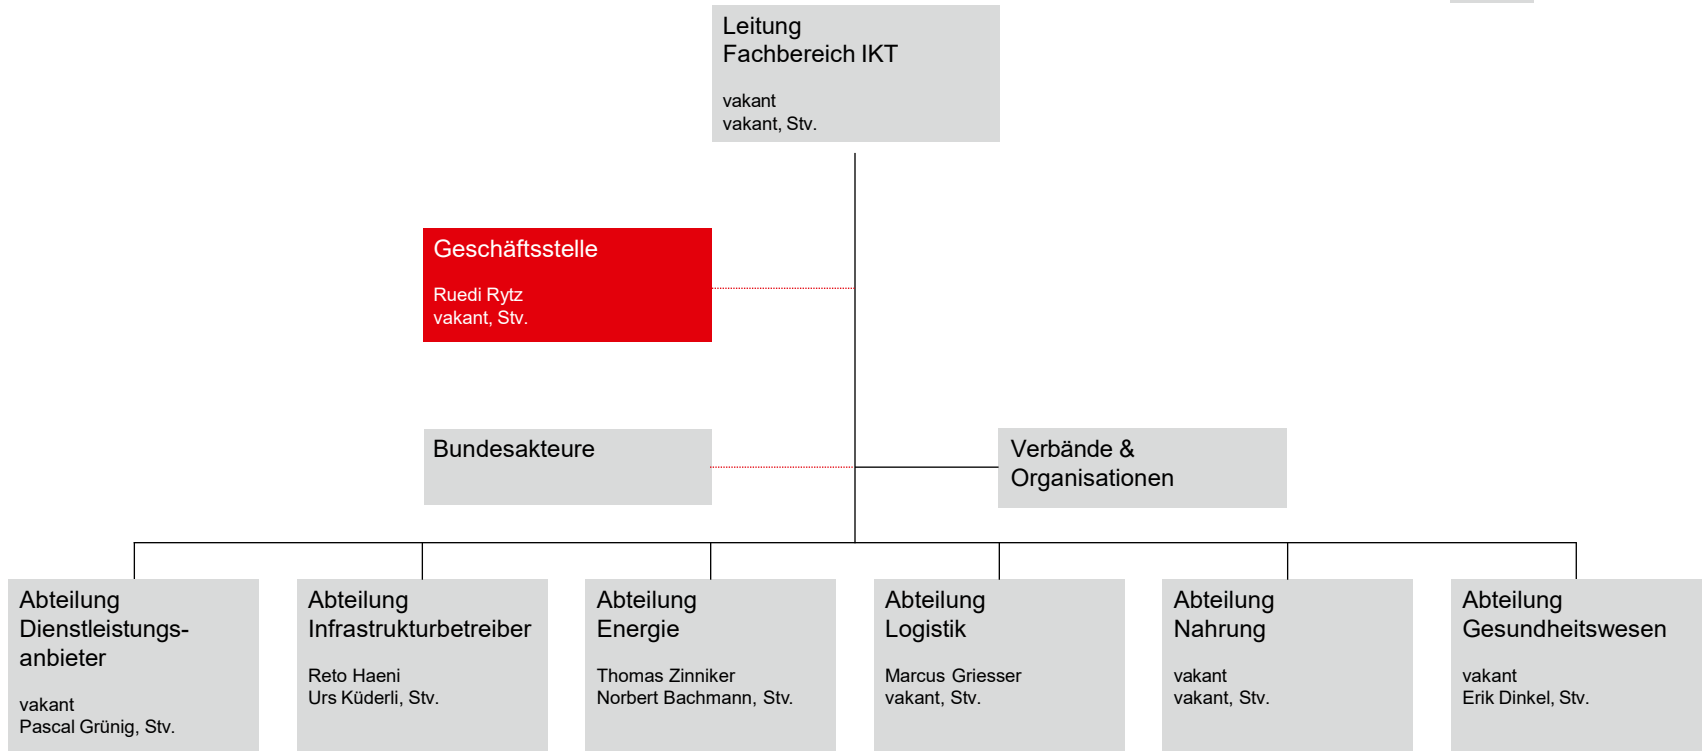 Leitung
Fachbereich IKT
vakant
vakant, Stv.
Geschäftsstelle
Ruedi Rytz
vakant, Stv.
Bundesakteure
Verbände &
Organisationen
Abteilung
Dienstleistungs-
anbieter
vakant
Pascal Grünig, Stv.
Abteilung
Infrastrukturbetreiber
Reto Haeni
Urs Küderli, Stv.
Abteilung
Energie
Thomas Zinniker
Norbert Bachmann, Stv.
Abteilung
Logistik
Marcus Griesser
vakant, Stv.
Abteilung
Nahrung
vakant
vakant, Stv.
Abteilung
Gesundheitswesen
vakant
Erik Dinkel, Stv.